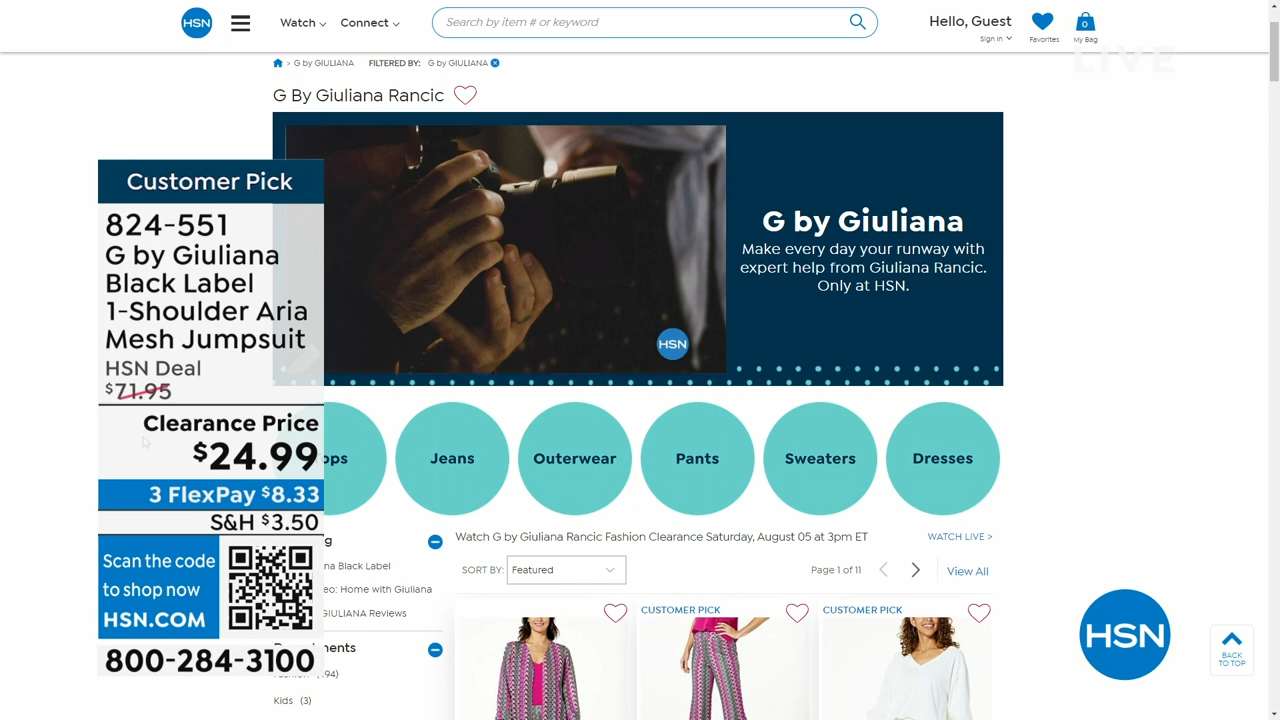 HSN
Watch
Connect
Search by item # or keyword
Hello, Guest
Sign In
Favorites
0
My Bag
LIVE
> G by GIULIANA
FILTERED BY:
G by GIULIANA
G By Giuliana Rancic
G by Giuliana
Make every day your runway with
expert help from Giuliana Rancic.
Only at HSN.
HSN
Customer Pick
824-551
G by Giuliana
Black Label
1-Shoulder Aria
Mesh Jumpsuit
HSN Deal
$71.95
Clearance Price
$24.99
3 FlexPay $8.33
S&H $3.50
Scan the code
to shop now
HSN.COM
800-284-3100
ops
Jeans
Outerwear
Pants
Sweaters
Dresses
g
na Black Label
eo: Home with Giuliana
GIULIANA Reviews
ments
Kids (3)
Watch G by Giuliana Rancic Fashion Clearance Saturday, August 05 at 3pm ET
WATCH LIVE >
SORT BY:
Featured
Page 1 of 11
View All
CUSTOMER PICK
CUSTOMER PICK
HSN
BACK
TO TOP